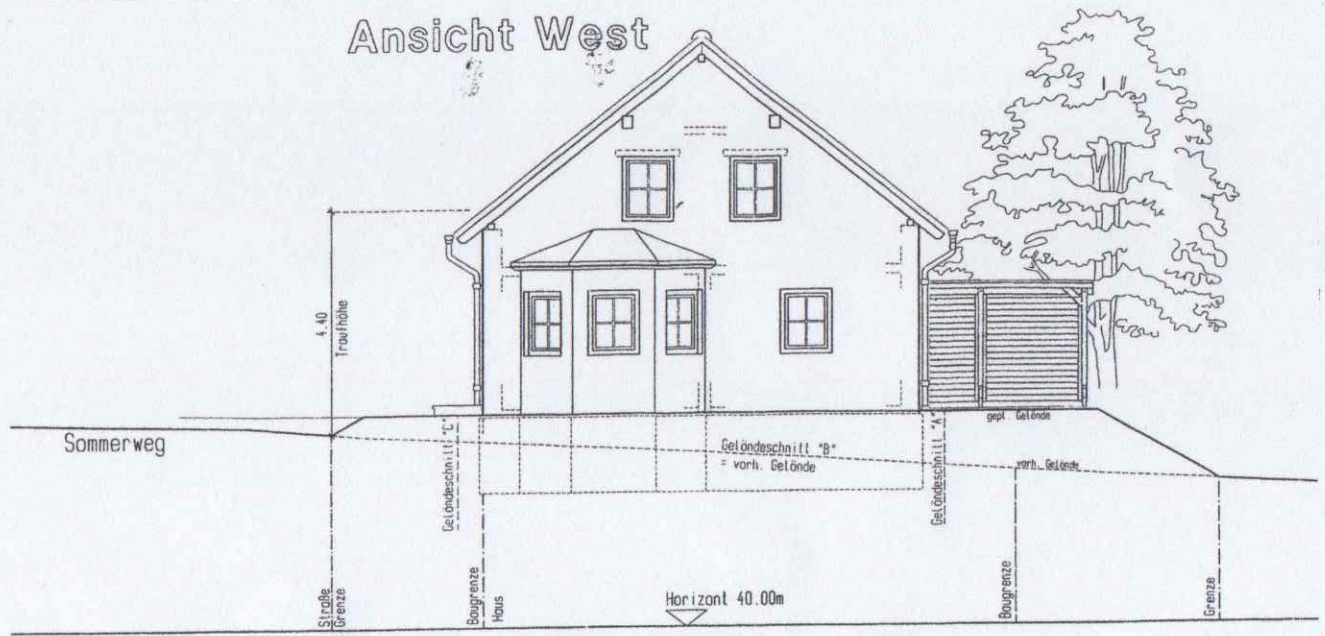 Ansicht West
4.40
Traufhöhe
Sommerweg
Geländeschnitt "C"
Geländeschnitt "B"
= vorh. Gelände
Geländeschnitt "A"
gepl. Gelände
vorh. Gelände
Straße
Grenze
Baugrenze
Haus
Horizont 40.00m
Baugrenze
Grenze